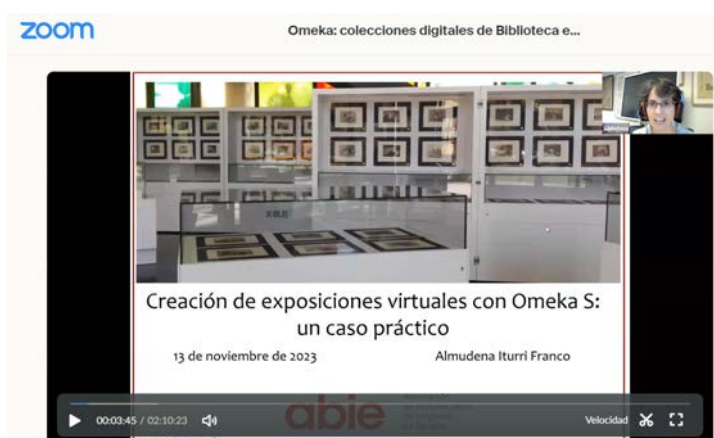 zoom
Omeka: colecciones digitales de Biblioteca e...
Creación de exposiciones virtuales con Omeka S:
un caso práctico
13 de noviembre de 2023 Almudena Iturri Franco
abie
00:03:45 / 02:10:23 Velocidad